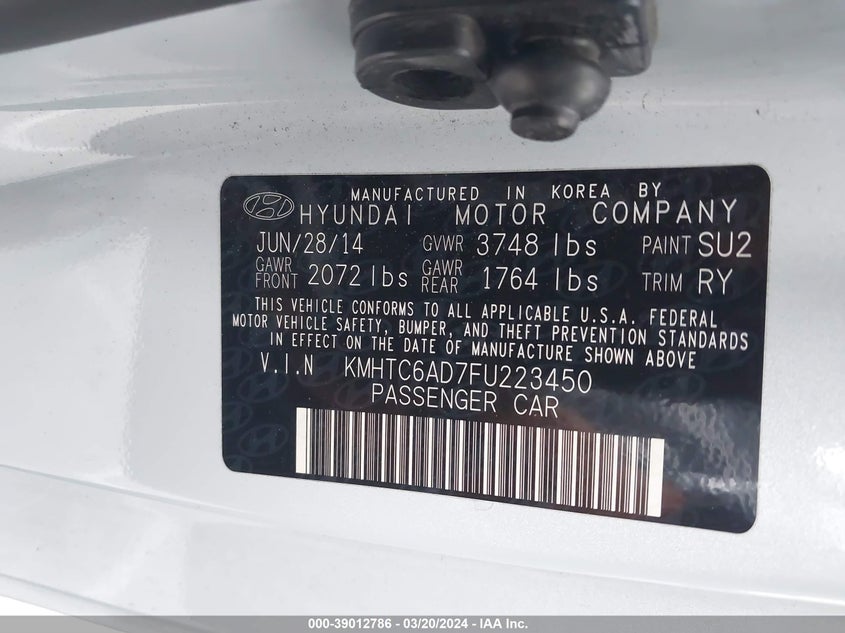 MANUFACTURED IN KOREA BY
HYUNDAI MOTOR COMPANY
JUN/28/14 GVWR 3748 lbs PAINT SU2
GAWR FRONT 2072 lbs GAWR REAR 1764 lbs TRIM RY
THIS VEHICLE CONFORMS TO ALL APPLICABLE U.S.A. FEDERAL
MOTOR VEHICLE SAFETY, BUMPER, AND THEFT PREVENTION STANDARDS
IN EFFECT ON THE DATE OF MANUFACTURE SHOWN ABOVE
V.I.N KMHTC6AD7FU223450
PASSENGER CAR
000-39012786 - 03/20/2024 - IAA Inc.